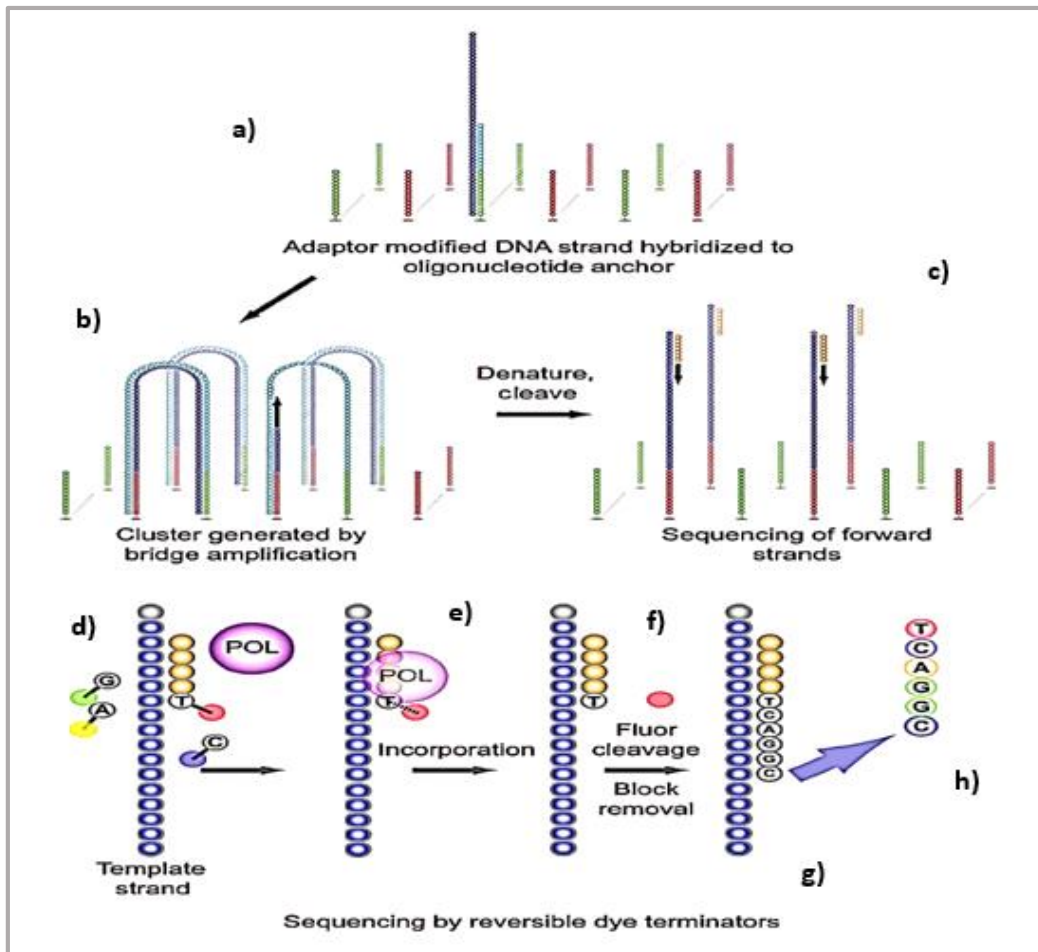 a)
Adaptor modified DNA strand hybridized to
oligonucleotide anchor
c)
b)
Denature,
cleave
Cluster generated by
bridge amplification
Sequencing of forward
strands
d)
e)
f)
T
C
A
G
G
C
POL
POL
G
A
T
C
T
T
T
C
A
G
G
C
Incorporation
Fluor
cleavage
Block
removal
h)
Template
strand
g)
Sequencing by reversible dye terminators